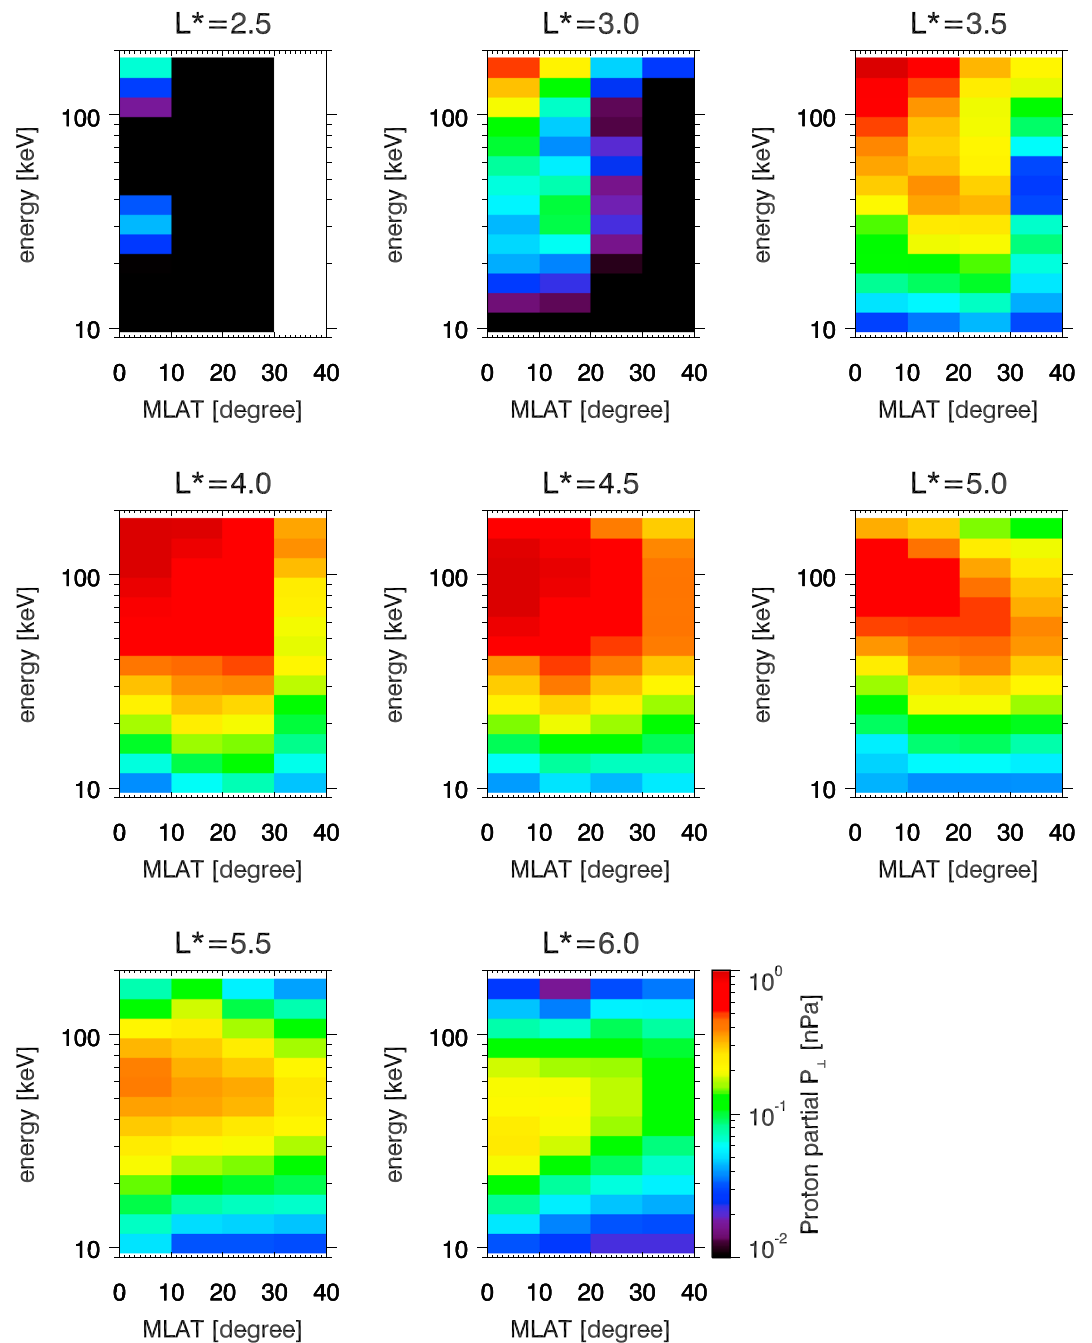 L*=2.5
L*=3.0
L*=3.5
energy [keV]
100
10
0 10 20 30 40
MLAT [degree]
energy [keV]
100
10
0 10 20 30 40
MLAT [degree]
energy [keV]
100
10
0 10 20 30 40
MLAT [degree]
L*=4.0
L*=4.5
L*=5.0
energy [keV]
100
10
0 10 20 30 40
MLAT [degree]
energy [keV]
100
10
0 10 20 30 40
MLAT [degree]
energy [keV]
100
10
0 10 20 30 40
MLAT [degree]
L*=5.5
L*=6.0
energy [keV]
100
10
0 10 20 30 40
MLAT [degree]
energy [keV]
100
10
0 10 20 30 40
MLAT [degree]
10⁰
10⁻¹
10⁻²
Proton partial P⊥ [nPa]